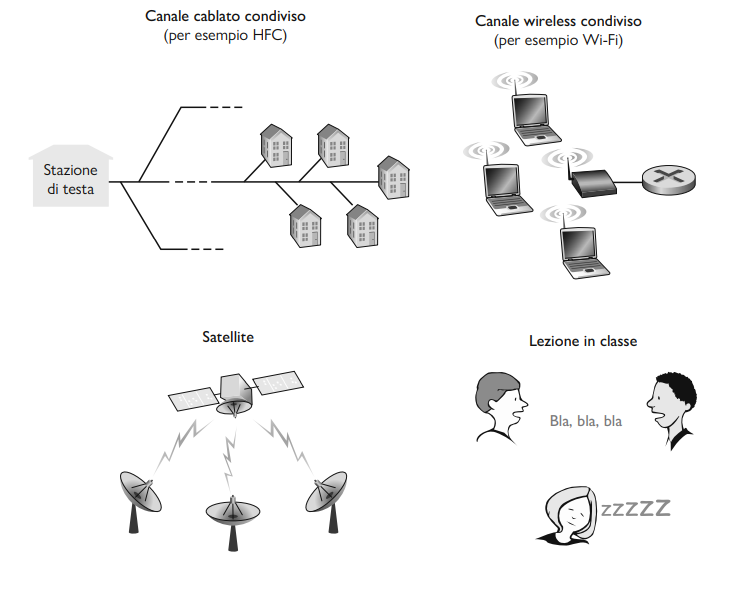 Canale cablato condiviso
(per esempio HFC)
Canale wireless condiviso
(per esempio Wi-Fi)
Stazione
di testa
Satellite
Lezione in classe
Bla, bla, bla
zzzzz